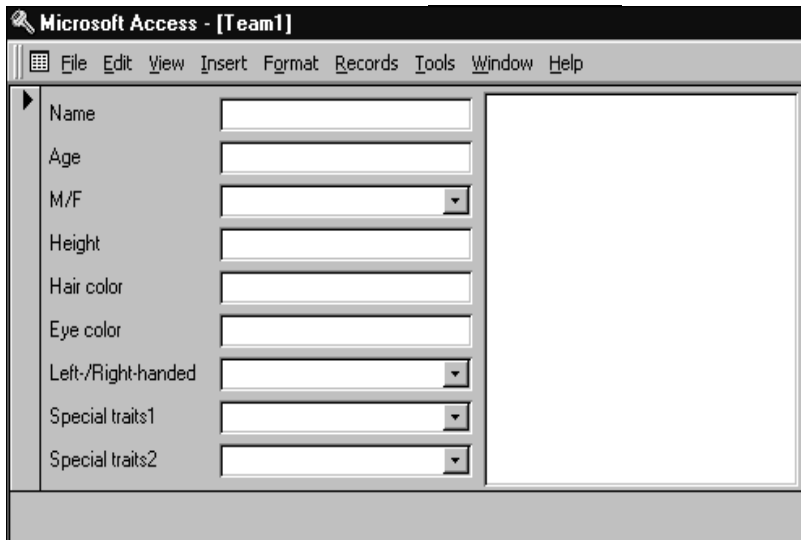 Microsoft Access - [Team1]
File Edit View Insert Format Records Tools Window Help
Name
Age
M/F
Height
Hair color
Eye color
Left-/Right-handed
Special traits1
Special traits2